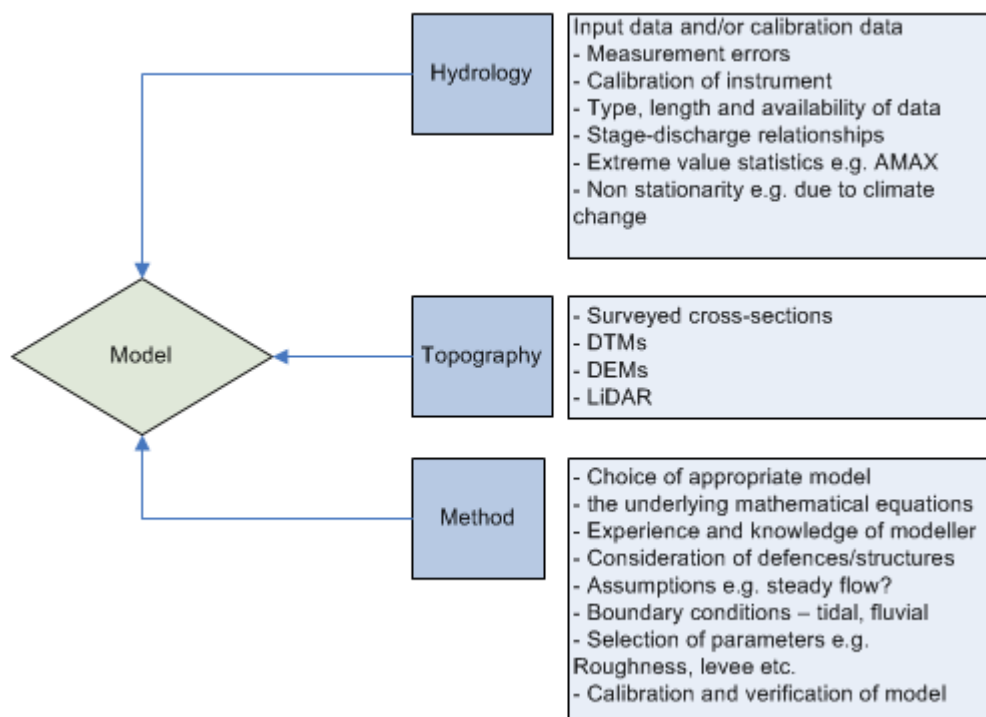 Hydrology
Input data and/or calibration data
- Measurement errors
- Calibration of instrument
- Type, length and availability of data
- Stage-discharge relationships
- Extreme value statistics e.g. AMAX
- Non stationarity e.g. due to climate
change
Model
Topography
- Surveyed cross-sections
- DTMs
- DEMs
- LiDAR
Method
- Choice of appropriate model
- the underlying mathematical equations
- Experience and knowledge of modeller
- Consideration of defences/structures
- Assumptions e.g. steady flow?
- Boundary conditions – tidal, fluvial
- Selection of parameters e.g.
Roughness, levee etc.
- Calibration and verification of model